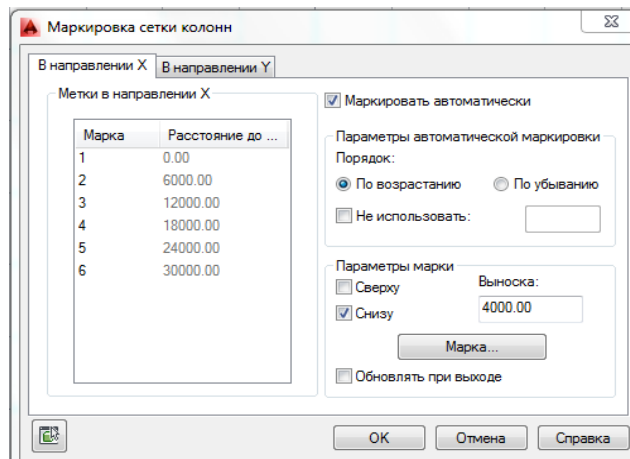 Маркировка сетки колонн
В направлении X
В направлении Y
Метки в направлении X
Марка Расстояние до ...
1 0.00
2 6000.00
3 12000.00
4 18000.00
5 24000.00
6 30000.00
Маркировать автоматически
Параметры автоматической маркировки
Порядок:
По возрастанию По убыванию
Не использовать:
Параметры марки
Сверху
Выноска:
Снизу
4000.00
Марка...
Обновлять при выходе
OK Отмена Справка